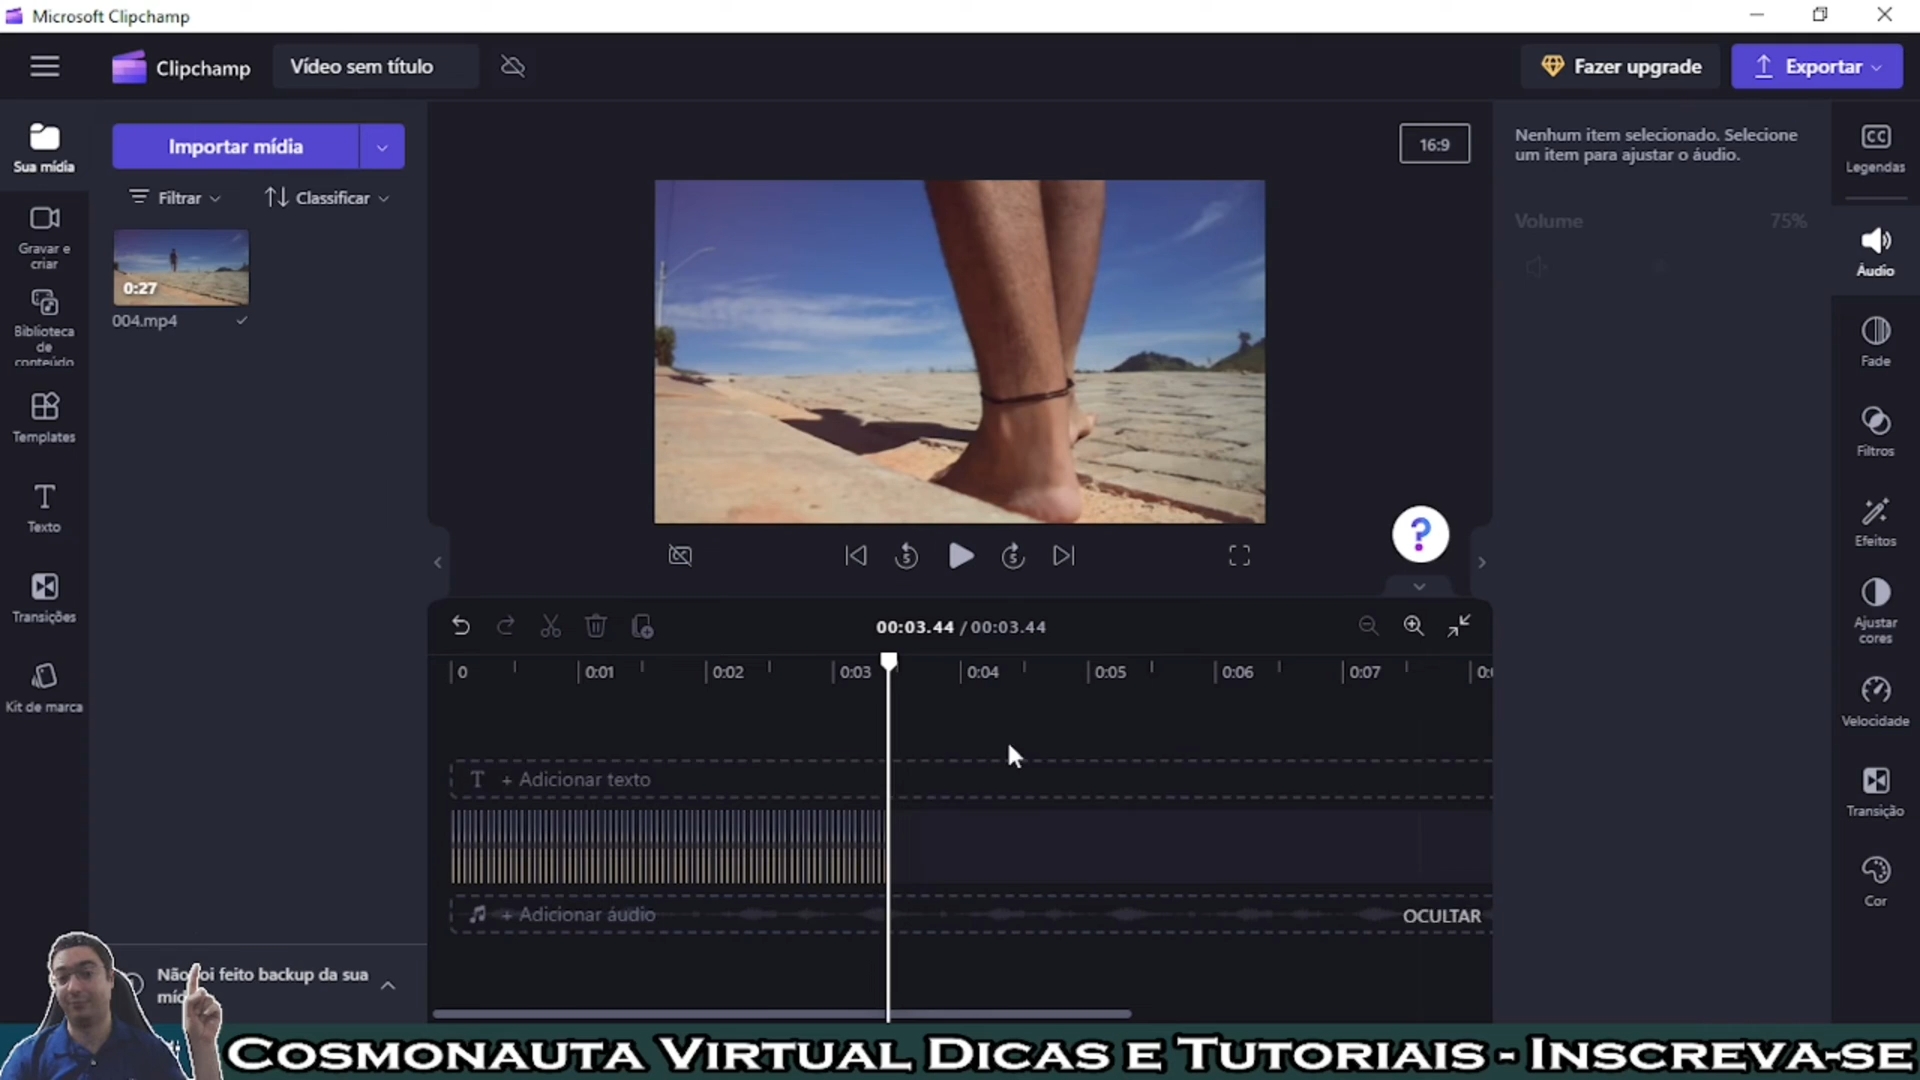 Microsoft Clipchamp
Clipchamp
Vídeo sem título
Fazer upgrade
Exportar
Sua mídia
Importar mídia
Filtrar
Classificar
0:27
004.mp4
Gravar e
criar
Biblioteca
de
conteúdo
Templates
Texto
Transições
Kit de marca
16:9
Nenhum item selecionado. Selecione
um item para ajustar o áudio.
Volume 75%
CC
Legendas
Áudio
Fade
Filtros
Efeitos
Ajustar
cores
Velocidade
Transição
Cor
5
5
?
00:03.44 / 00:03.44
0 0:01 0:02 0:03 0:04 0:05 0:06 0:07
T + Adicionar texto
+ Adicionar áudio
OCULTAR
feito backup da sua
Cosmonauta Virtual Dicas e Tutoriais - Inscreva-se